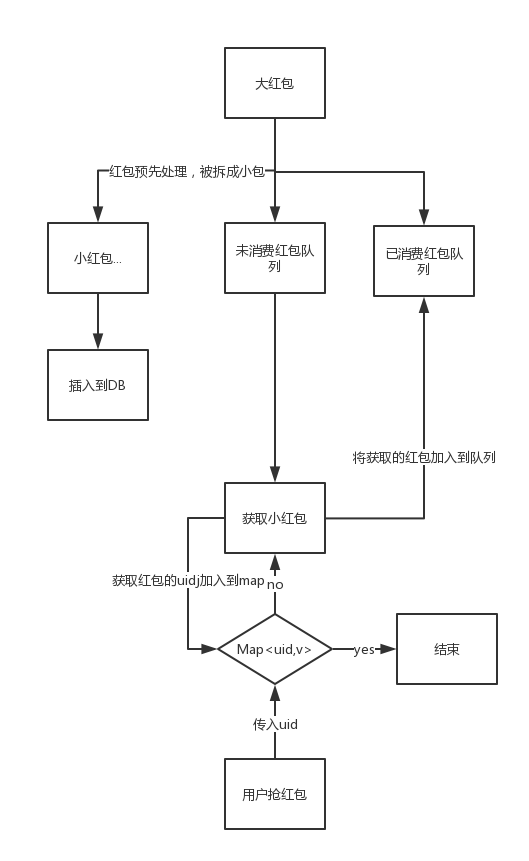 大红包
红包预先处理，被拆成小包
小红包...
未消费红包队
列
已消费红包队
列
插入到DB
将获取的红包加入到队列
获取小红包
获取红包的uidj加入到map
no
Map<uid,v>
yes
结束
传入uid
用户抢红包